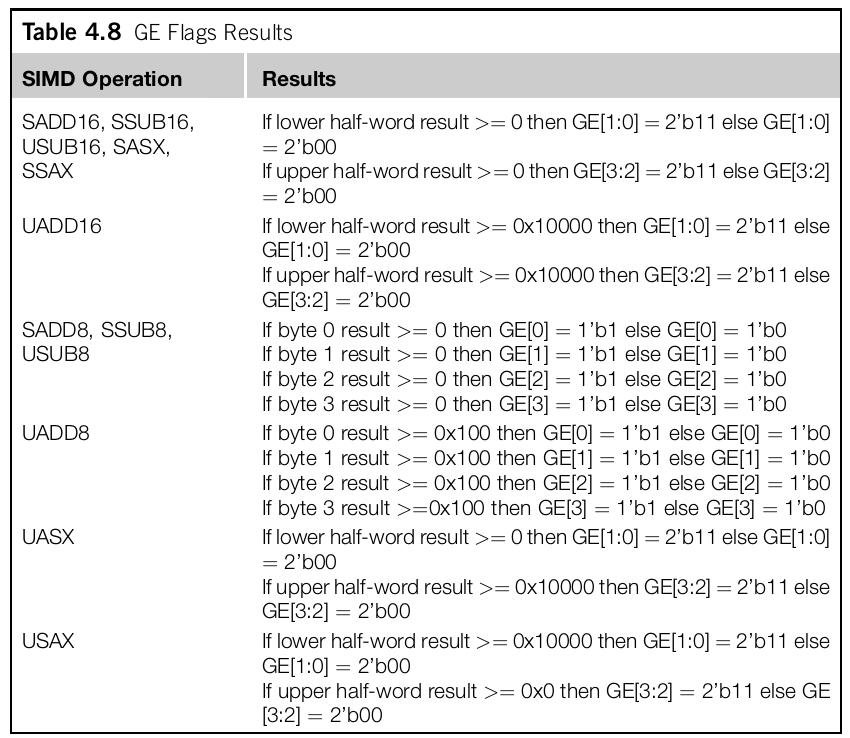 Table 4.8 GE Flags Results
SIMD Operation Results
SADD16, SSUB16,
USUB16, SASX,
SSAX
If lower half-word result >= 0 then GE[1:0] = 2’b11 else GE[1:0]
= 2’b00
If upper half-word result >= 0 then GE[3:2] = 2’b11 else GE[3:2]
= 2’b00
UADD16
If lower half-word result >= 0x10000 then GE[1:0] = 2’b11 else
GE[1:0] = 2’b00
If upper half-word result >= 0x10000 then GE[3:2] = 2’b11 else
GE[3:2] = 2’b00
SADD8, SSUB8,
USUB8
If byte 0 result >= 0 then GE[0] = 1’b1 else GE[0] = 1’b0
If byte 1 result >= 0 then GE[1] = 1’b1 else GE[1] = 1’b0
If byte 2 result >= 0 then GE[2] = 1’b1 else GE[2] = 1’b0
If byte 3 result >= 0 then GE[3] = 1’b1 else GE[3] = 1’b0
UADD8
If byte 0 result >= 0x100 then GE[0] = 1’b1 else GE[0] = 1’b0
If byte 1 result >= 0x100 then GE[1] = 1’b1 else GE[1] = 1’b0
If byte 2 result >= 0x100 then GE[2] = 1’b1 else GE[2] = 1’b0
If byte 3 result >=0x100 then GE[3] = 1’b1 else GE[3] = 1’b0
UASX
If lower half-word result >= 0 then GE[1:0] = 2’b11 else GE[1:0]
= 2’b00
If upper half-word result >= 0x10000 then GE[3:2] = 2’b11 else
GE[3:2] = 2’b00
USAX
If lower half-word result >= 0x10000 then GE[1:0] = 2’b11 else
GE[1:0] = 2’b00
If upper half-word result >= 0x0 then GE[3:2] = 2’b11 else GE
[3:2] = 2’b00